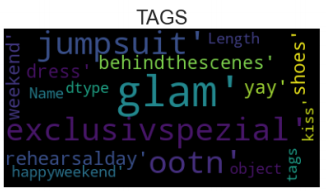 TAGS
jumpsuit'
Length
weekend'
behindthescenes'
shoes'
dress'
yay'
Name
dtype
glam'
kiss'
exclusivspezial'
rehearsalday'
ootn'
object
tags
happyweekend'